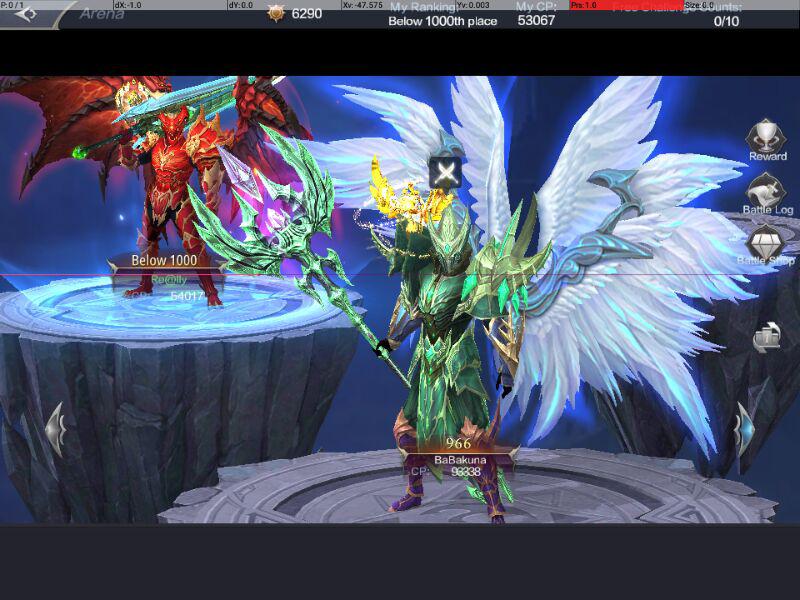 P: 0 / 1
dX: -1.0
dY: 0.0
Xv: -47.575
Yv: 0.003
Prs: 1.0
Size: 0.0
Arena
6290
My Ranking:
Below 1000th place
My CP:
53067
Free Challenge Counts:
0/10
Reward
Battle Log
Battle Shop
Below 1000
Re@lly
CP: 54017
966
BaBakuna
CP: 93338